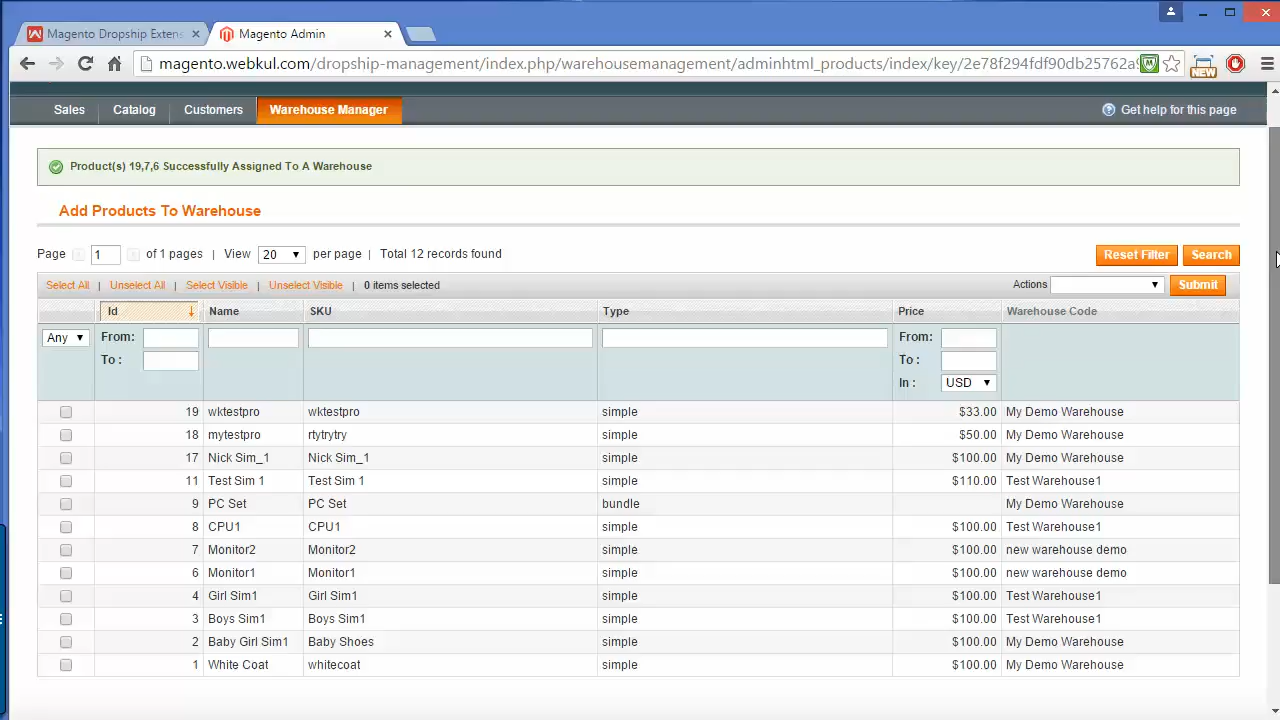 Magento Dropship Extens
Magento Admin
magento.webkul.com/dropship-management/index.php/warehousemanagement/adminhtml_products/index/key/2e78f294fdf90db25762a
NEW
Sales Catalog Customers Warehouse Manager Get help for this page
Product(s) 19,7,6 Successfully Assigned To A Warehouse
Add Products To Warehouse
Page 1 of 1 pages | View 20 per page | Total 12 records found Reset Filter Search
Select All | Unselect All | Select Visible | Unselect Visible | 0 items selected Actions Submit
Id Name SKU Type Price Warehouse Code
Any From: From:
To : To :
In : USD
19 wktestpro wktestpro simple $33.00 My Demo Warehouse
18 mytestpro rtytrytry simple $50.00 My Demo Warehouse
17 Nick Sim_1 Nick Sim_1 simple $100.00 My Demo Warehouse
11 Test Sim 1 Test Sim 1 simple $110.00 Test Warehouse1
9 PC Set PC Set bundle My Demo Warehouse
8 CPU1 CPU1 simple $100.00 Test Warehouse1
7 Monitor2 Monitor2 simple $100.00 new warehouse demo
6 Monitor1 Monitor1 simple $100.00 new warehouse demo
4 Girl Sim1 Girl Sim1 simple $100.00 Test Warehouse1
3 Boys Sim1 Boys Sim1 simple $100.00 Test Warehouse1
2 Baby Girl Sim1 Baby Shoes simple $100.00 My Demo Warehouse
1 White Coat whitecoat simple $100.00 My Demo Warehouse